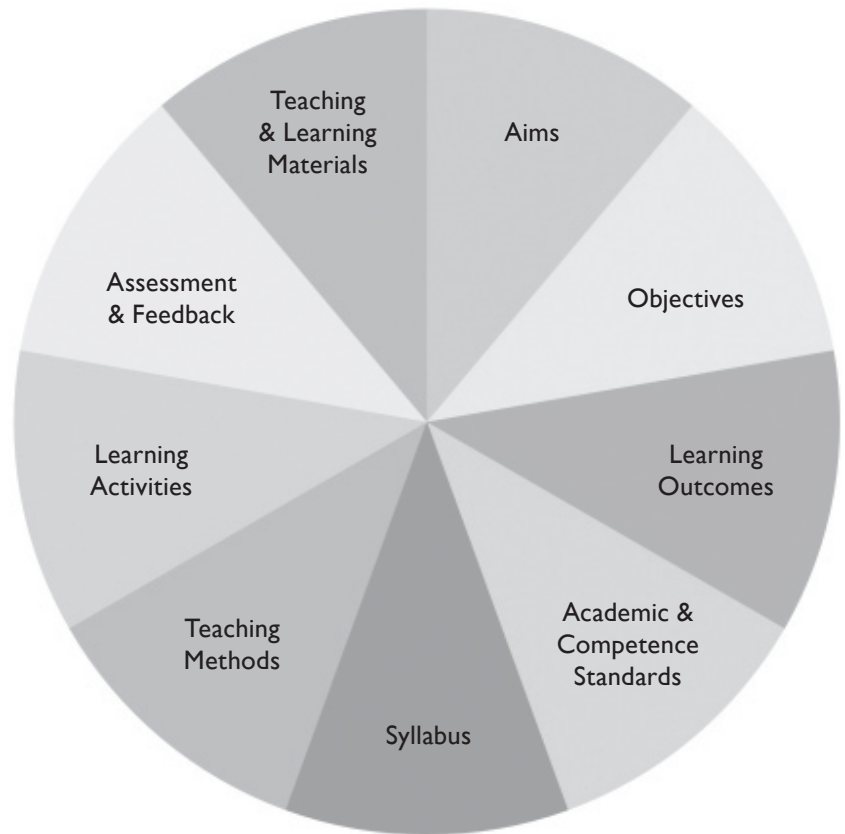 Aims
Objectives
Learning
Outcomes
Academic &
Competence
Standards
Syllabus
Teaching
Methods
Learning
Activities
Assessment
& Feedback
Teaching
& Learning
Materials